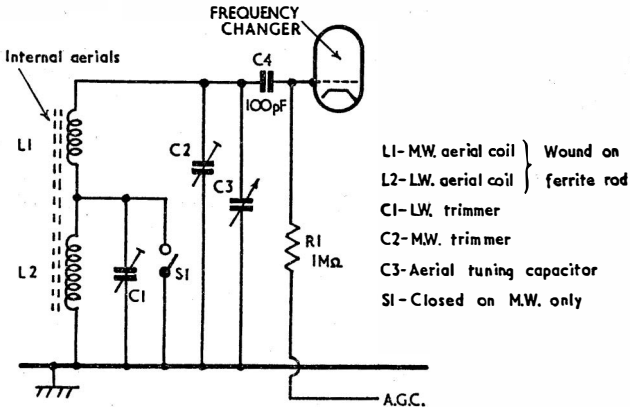 FREQUENCY
CHANGER
Internal aerials
C4
100pF
L1
C2
C3
L1-M.W. aerial coil } Wound on
L2-L.W. aerial coil } ferrite rod
C1-L.W. trimmer
C2-M.W. trimmer
C3-Aerial tuning capacitor
S1-Closed on M.W. only
R1
1MΩ
L2
C1
S1
A.G.C.